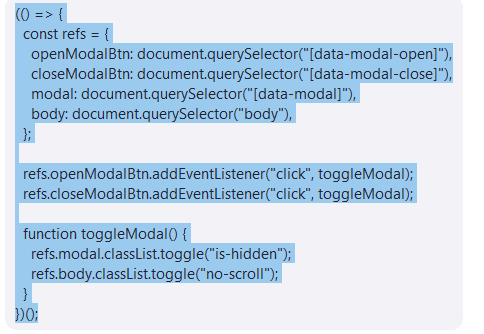 (() => {
  const refs = {
    openModalBtn: document.querySelector("[data-modal-open]"),
    closeModalBtn: document.querySelector("[data-modal-close]"),
    modal: document.querySelector("[data-modal]"),
    body: document.querySelector("body"),
  };

  refs.openModalBtn.addEventListener("click", toggleModal);
  refs.closeModalBtn.addEventListener("click", toggleModal);

  function toggleModal() {
    refs.modal.classList.toggle("is-hidden");
    refs.body.classList.toggle("no-scroll");
  }
})();